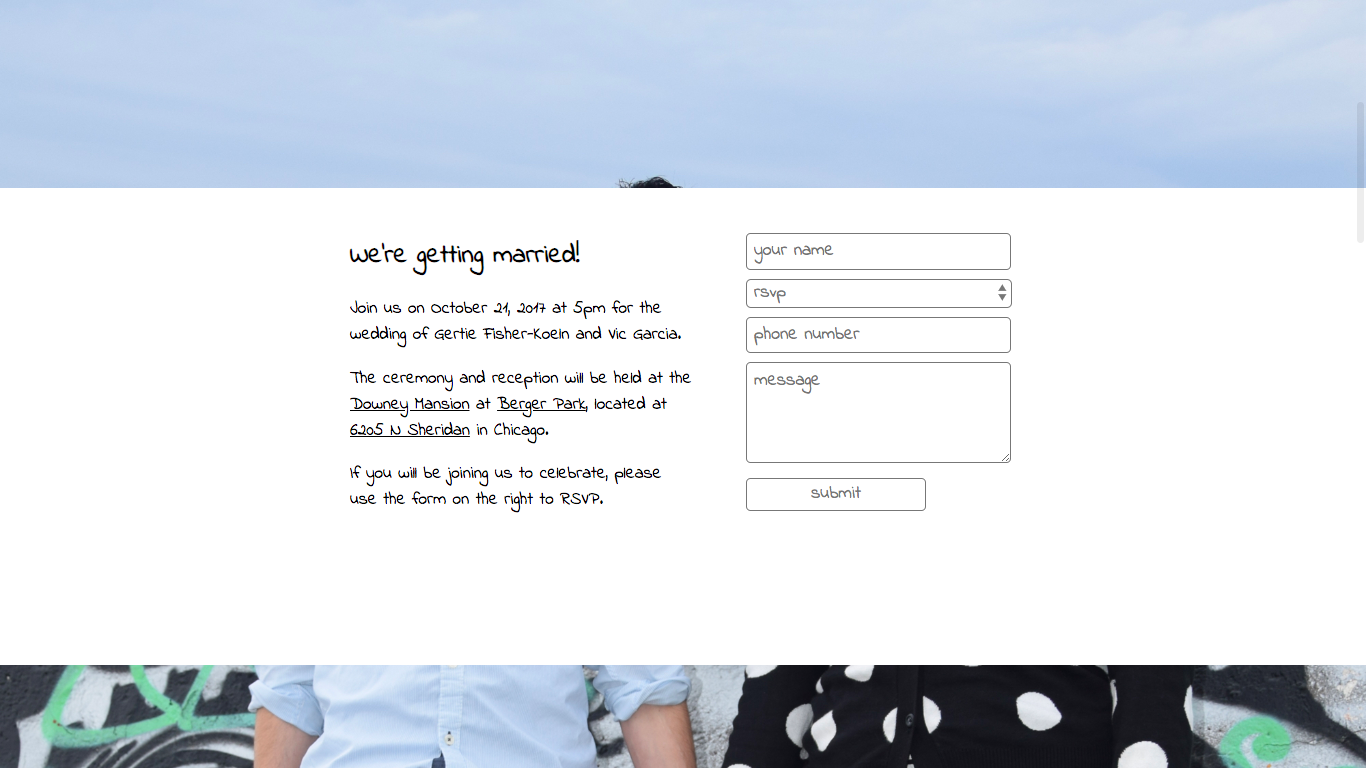 We're getting married!
Join us on October 21, 2017 at 5pm for the
wedding of Gertie Fisher-Koeln and Vic Garcia.
The ceremony and reception will be held at the
Downey Mansion at Berger Park, located at
6205 N Sheridan in Chicago.
If you will be joining us to celebrate, please
use the form on the right to RSVP.
your name
rsvp
phone number
message
submit